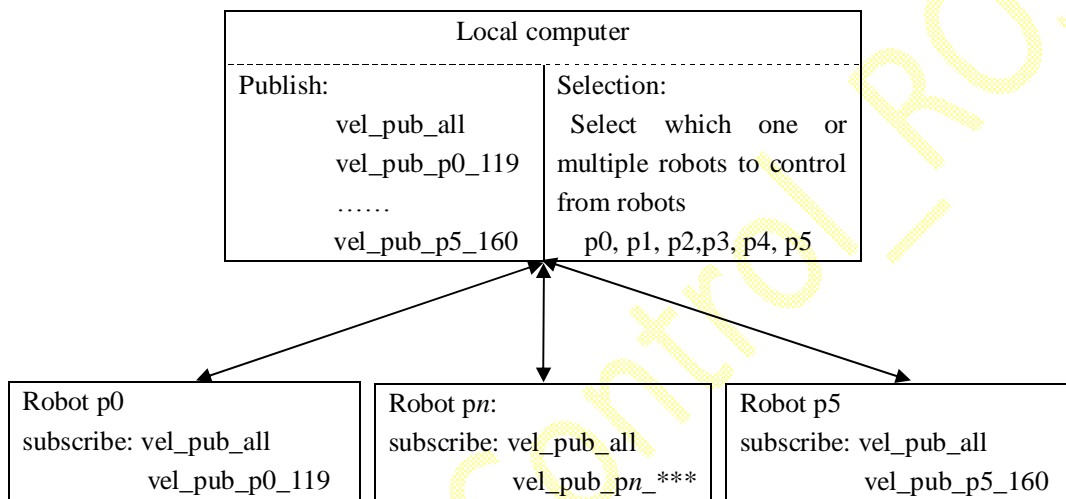 Local computer
Publish:
vel_pub_all
vel_pub_p0_119
......
vel_pub_p5_160
Selection:
Select which one or
multiple robots to control
from robots
p0, p1, p2,p3, p4, p5
Robot p0
subscribe: vel_pub_all
vel_pub_p0_119
Robot pn:
subscribe: vel_pub_all
vel_pub_pn_***
Robot p5
subscribe: vel_pub_all
vel_pub_p5_160
Control_Ro